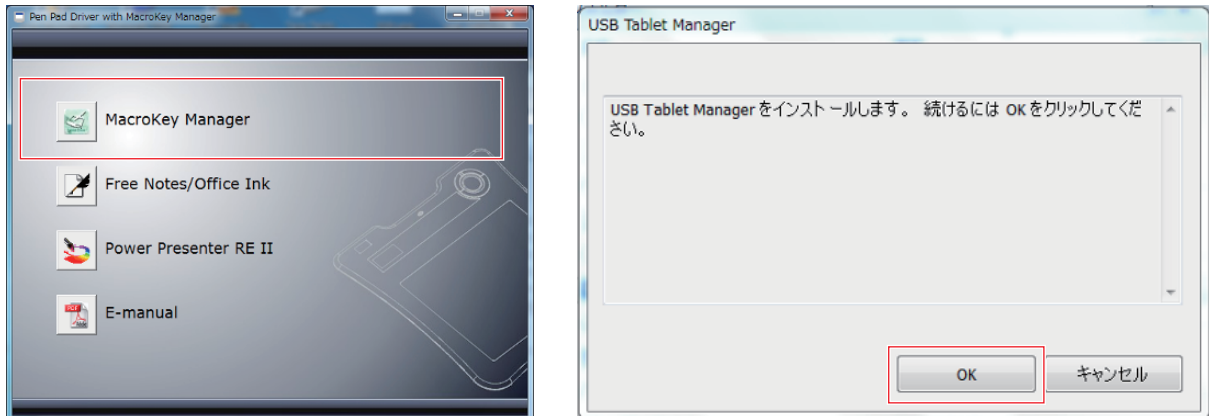 Pen Pad Driver with MacroKey Manager
MacroKey Manager
Free Notes/Office Ink
Power Presenter RE II
E-manual
USB Tablet Manager
USB Tablet Manager をインストールします。 続けるには OK をクリックしてくだ
さい。
OK
キャンセル